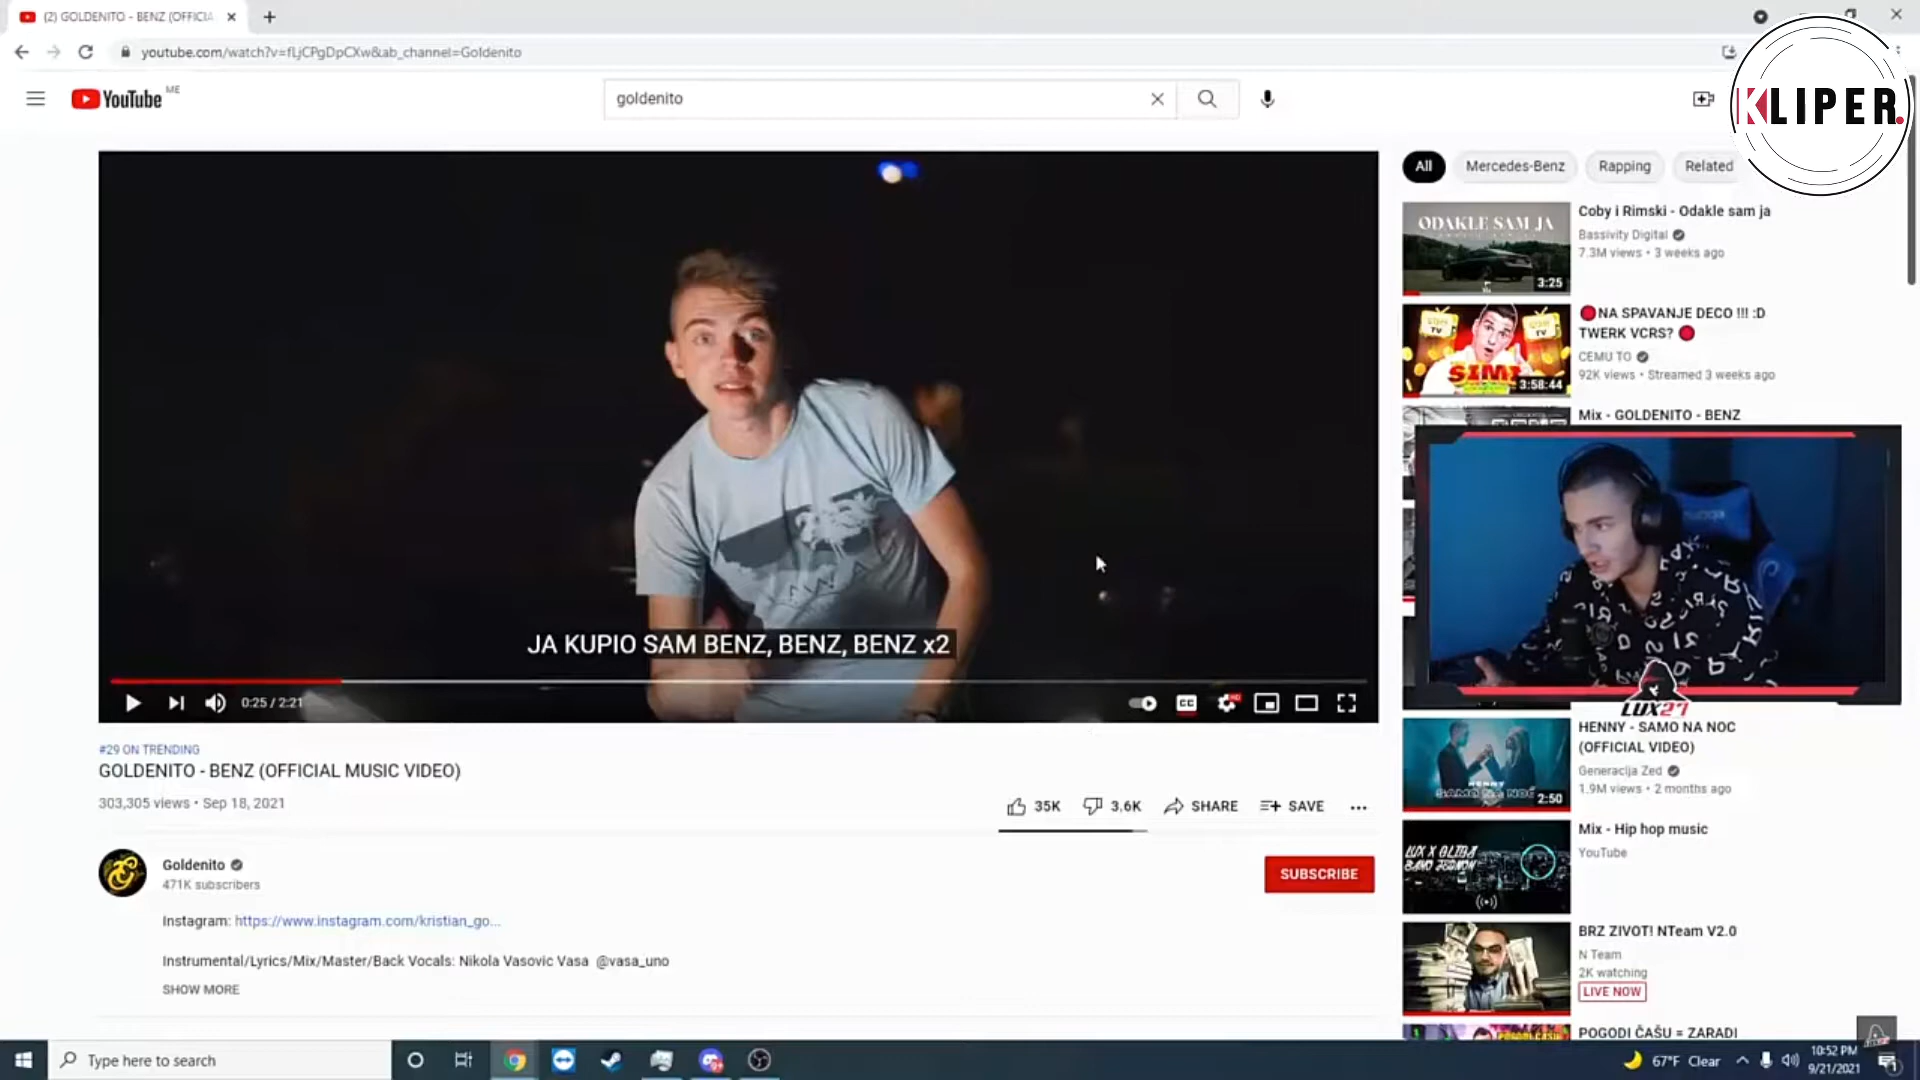 (2) GOLDENITO - BENZ (OFFICIA
youtube.com/watch?v=fLjCPgDpCXw&ab_channel=Goldenito
YouTube ME
goldenito
KLIPER.
All
Mercedes-Benz
Rapping
Related
ODAKLE SAM JA
3:25
Coby i Rimski - Odakle sam ja
Bassivity Digital
7.3M views • 3 weeks ago
SIMP
3:58:44
NA SPAVANJE DECO !!! :D
TWERK VCRS?
CEMU TO
92K views • Streamed 3 weeks ago
Mix - GOLDENITO - BENZ
JA KUPIO SAM BENZ, BENZ, BENZ x2
0:25 / 2:21
CC
HD
LUX27
#29 ON TRENDING
GOLDENITO - BENZ (OFFICIAL MUSIC VIDEO)
303,305 views • Sep 18, 2021
35K
3.6K
SHARE
SAVE
Goldenito
471K subscribers
SUBSCRIBE
Instagram: https://www.instagram.com/kristian_go...
Instrumental/Lyrics/Mix/Master/Back Vocals: Nikola Vasovic Vasa @vasa_uno
SHOW MORE
HENNY
SAMO NA NOĆ
2:50
HENNY - SAMO NA NOC
(OFFICIAL VIDEO)
Generacija Zed
1.9M views • 2 months ago
Mix - Hip hop music
YouTube
BRZ ZIVOT! NTeam V2.0
N Team
2K watching
LIVE NOW
POGODI ČAŠU = ZARADI
Type here to search
67°F Clear
10:52 PM
9/21/2021